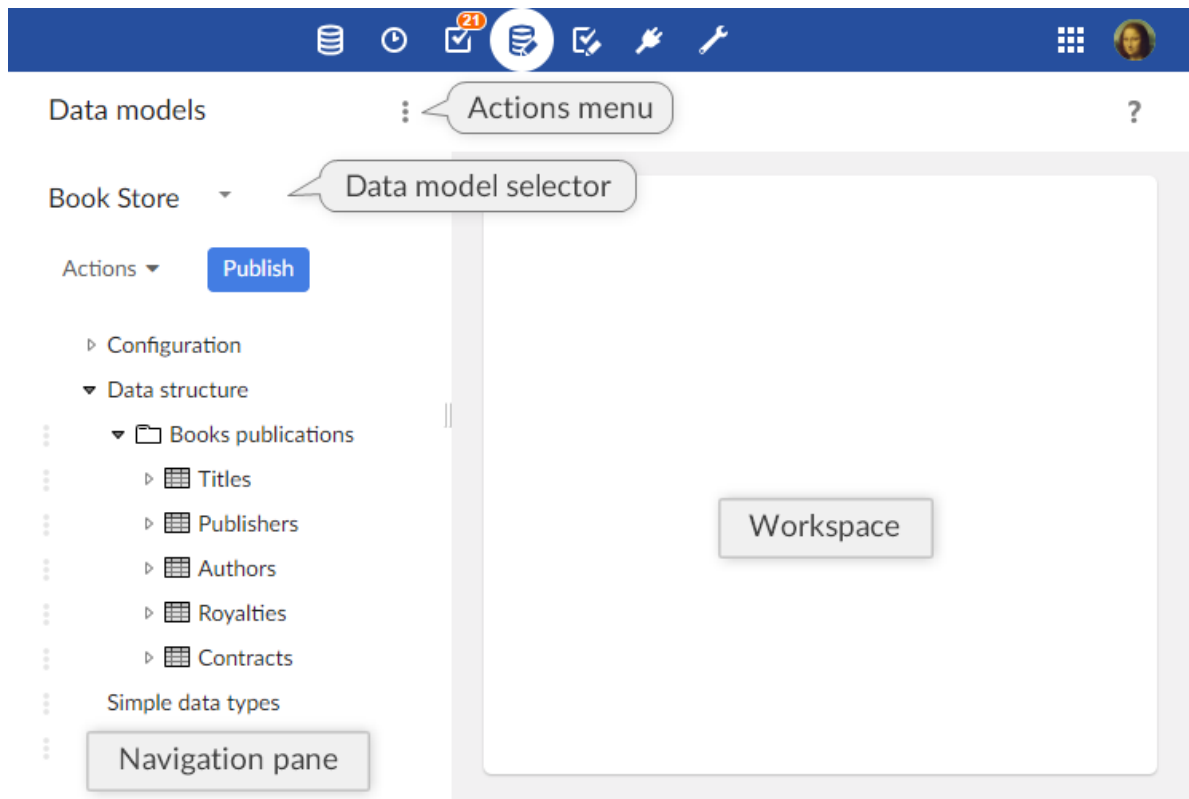 21
Data models
Actions menu
?
Book Store
Data model selector
Actions
Publish
Configuration
Data structure
Books publications
Titles
Publishers
Authors
Royalties
Contracts
Simple data types
Navigation pane
Workspace